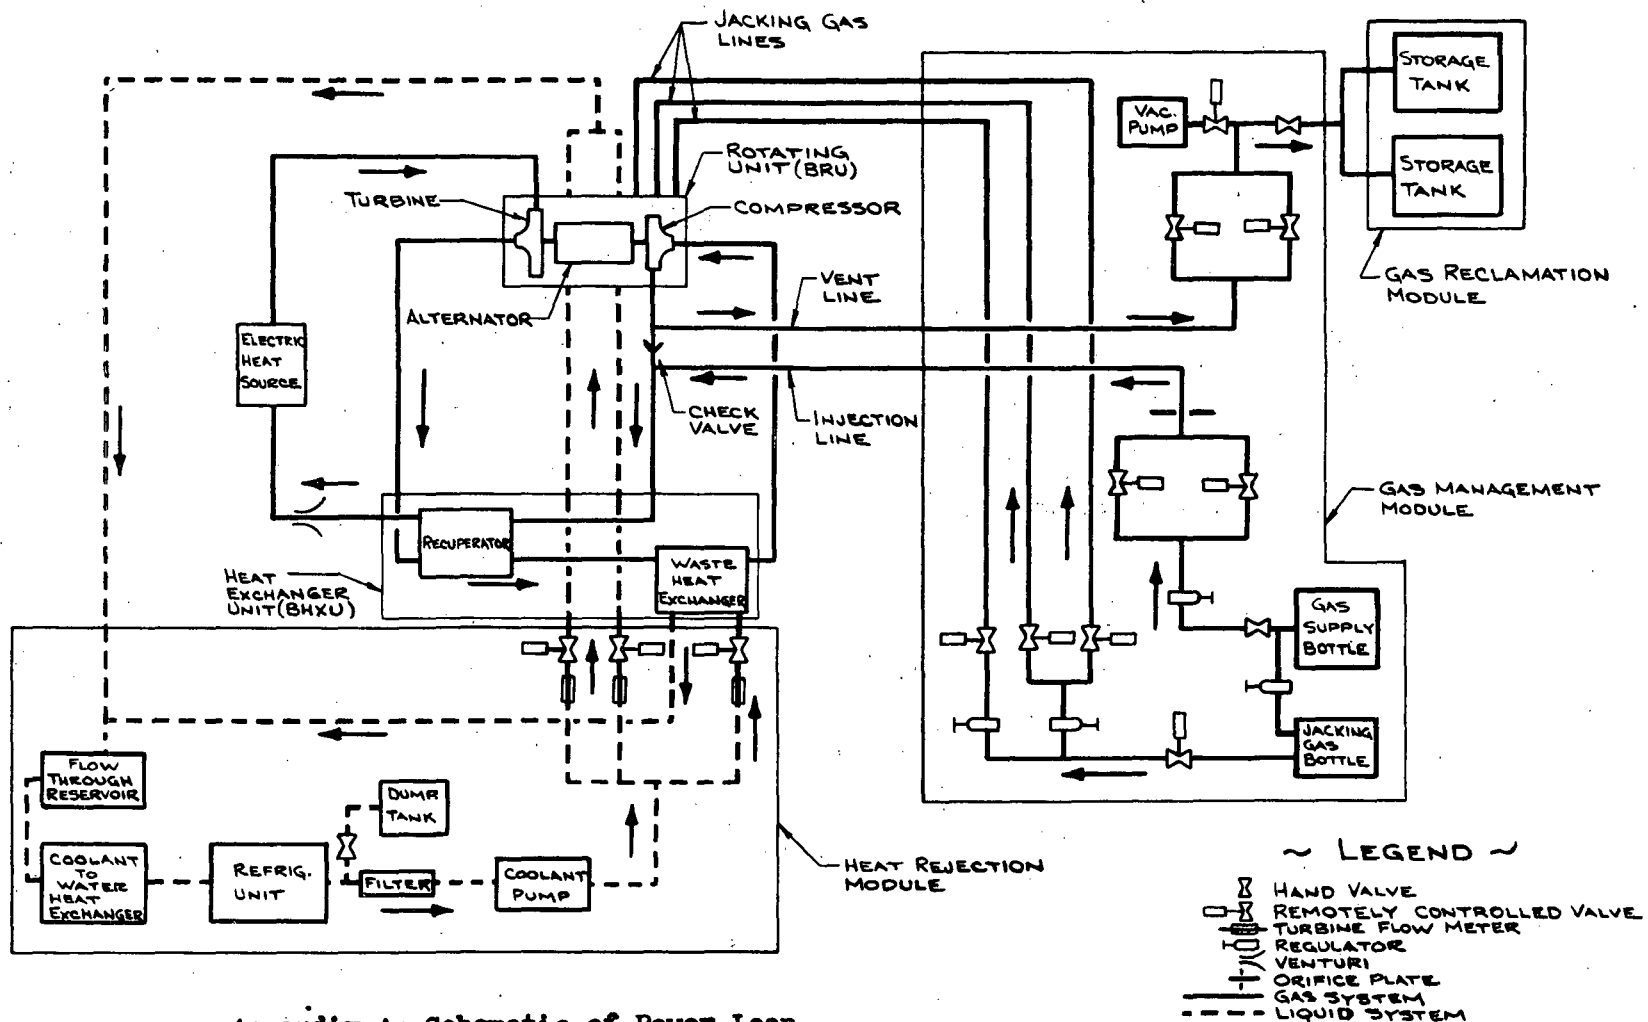 JACKING GAS
LINES
ROTATING
UNIT (BRU)
TURBINE
COMPRESSOR
ALTERNATOR
VENT
LINE
ELECTRIC
HEAT
SOURCE
CHECK
VALVE
INJECTION
LINE
RECUPERATOR
WASTE
HEAT
EXCHANGER
HEAT
EXCHANGER
UNIT (BHXU)
VAC.
PUMP
STORAGE
TANK
STORAGE
TANK
GAS RECLAMATION
MODULE
GAS MANAGEMENT
MODULE
GAS
SUPPLY
BOTTLE
JACKING
GAS
BOTTLE
FLOW
THROUGH
RESERVOIR
DUMP
TANK
COOLANT
TO
WATER
HEAT
EXCHANGER
REFRIG.
UNIT
FILTER
COOLANT
PUMP
HEAT REJECTION
MODULE
~ LEGEND ~
HAND VALVE
REMOTELY CONTROLLED VALVE
TURBINE FLOW METER
REGULATOR
VENTURI
ORIFICE PLATE
GAS SYSTEM
LIQUID SYSTEM
Schematic of Power Loop